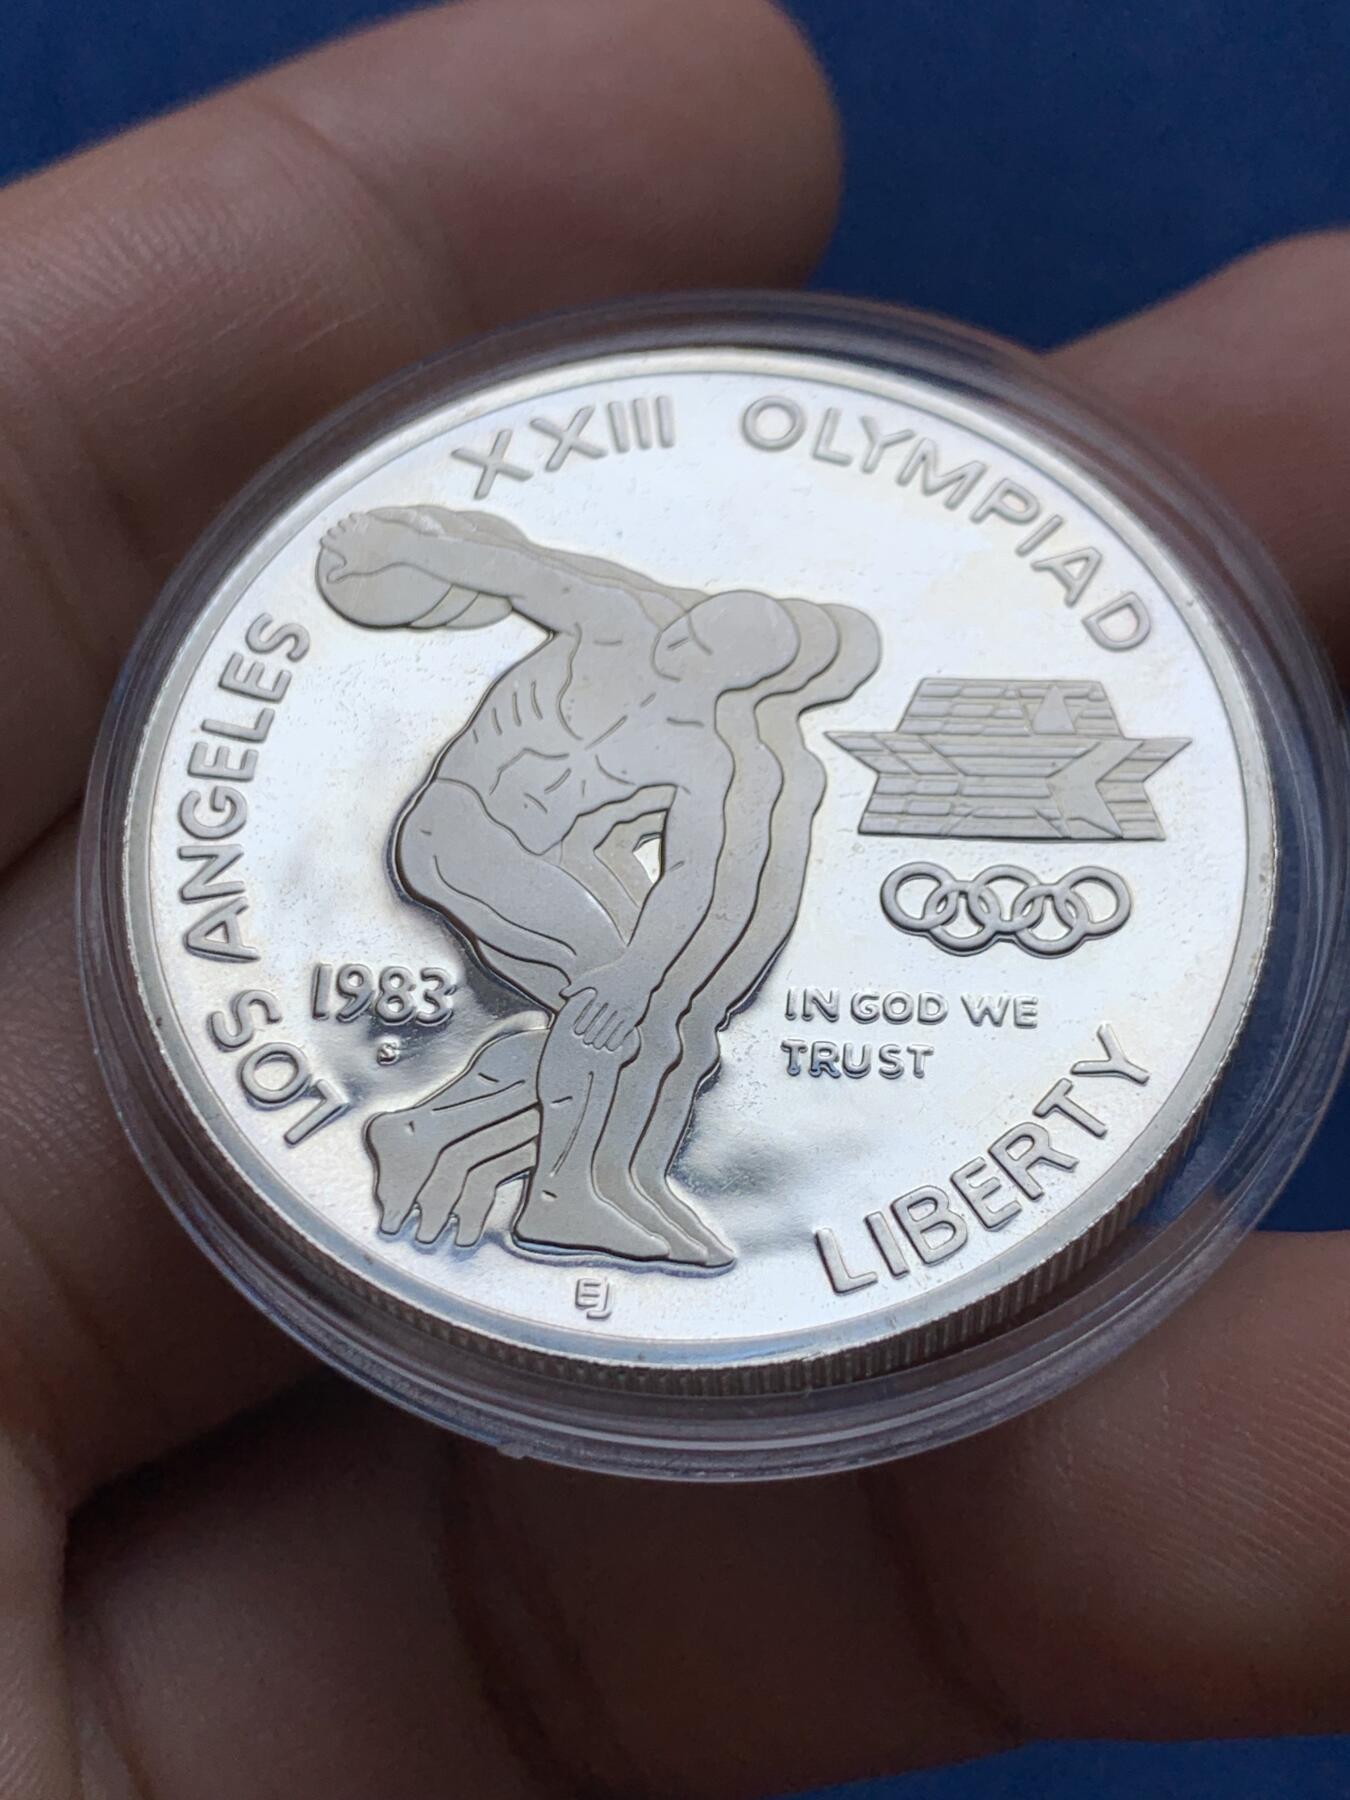 LOS ANGELES
XXIII OLYMPIAD
1983
S
IN GOD WE
TRUST
LIBERTY
EJ